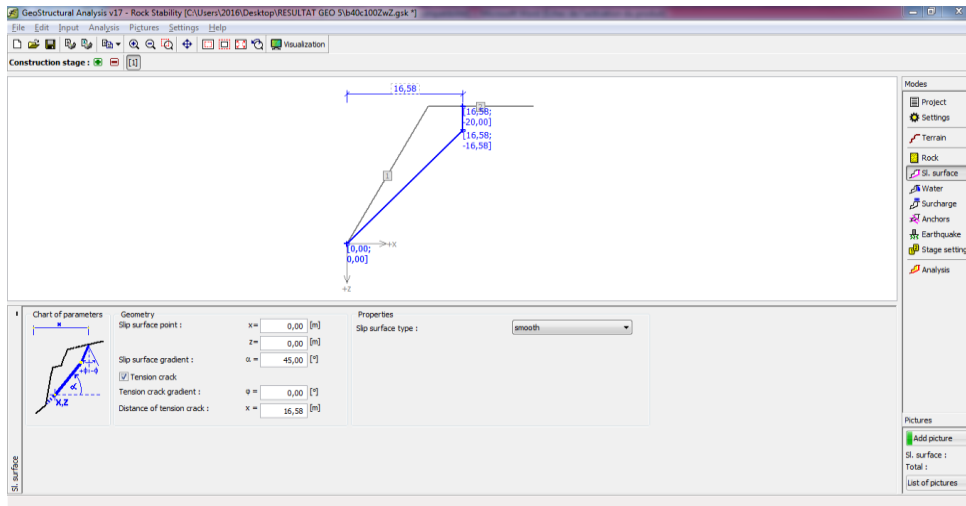 GeoStructural Analysis v17 - Rock Stability [C:\Users\2016\Desktop\RESULTAT GEO 5\b40c100ZwZ.gsk *]
File Edit Input Analysis Pictures Settings Help
Visualization
Construction stage : [1]
16,58
[16,58;
-20,00]
[16,58;
-16,58]
1
+x
[0,00;
0,00]
+z
Modes
Project
Settings
Terrain
Rock
Sl. surface
Water
Surcharge
Anchors
Earthquake
Stage setting
Analysis
Chart of parameters
x
α
X,Z
Geometry
Slip surface point : x= 0,00 [m]
z= 0,00 [m]
Slip surface gradient : α = 45,00 [°]
Tension crack
Tension crack gradient : φ = 0,00 [°]
Distance of tension crack : x = 16,58 [m]
Properties
Slip surface type : smooth
Sl. surface
Pictures
Add picture
Sl. surface :
Total :
List of pictures